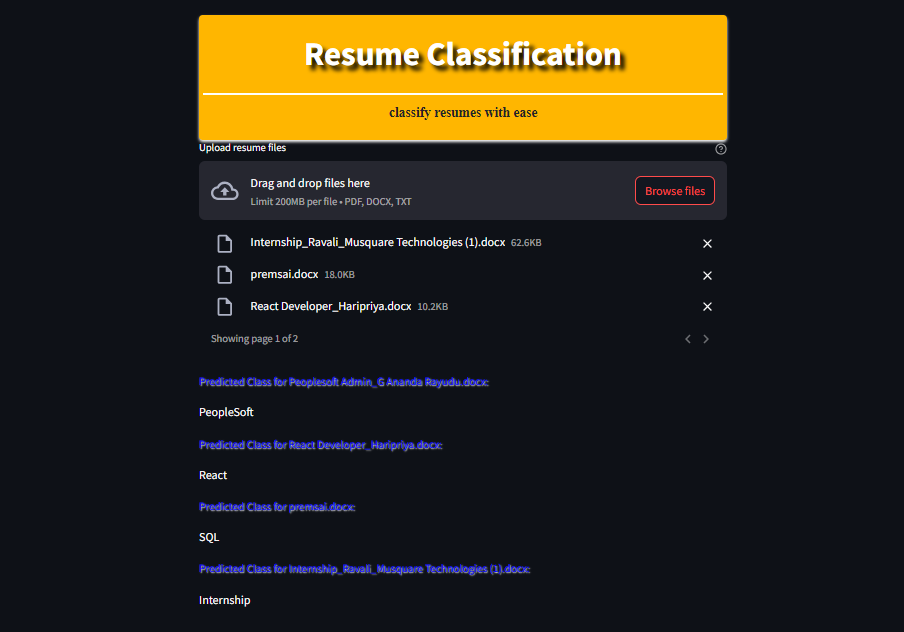 Resume Classification
classify resumes with ease
Upload resume files
Drag and drop files here
Limit 200MB per file • PDF, DOCX, TXT
Browse files
Internship_Ravali_Musquare Technologies (1).docx 62.6KB
premsai.docx 18.0KB
React Developer_Haripriya.docx 10.2KB
Showing page 1 of 2
Predicted Class for Peoplesoft Admin_G Ananda Rayudu.docx:
PeopleSoft
Predicted Class for React Developer_Haripriya.docx:
React
Predicted Class for premsai.docx:
SQL
Predicted Class for Internship_Ravali_Musquare Technologies (1).docx:
Internship